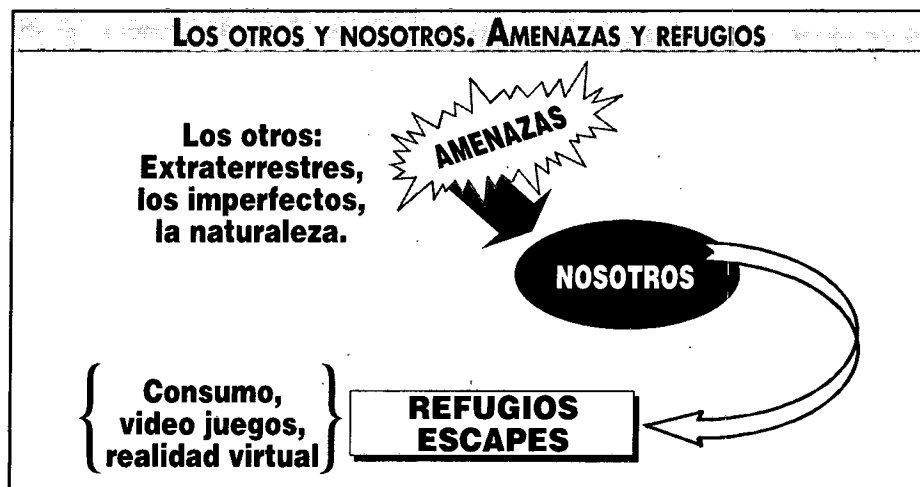 LOS OTROS Y NOSOTROS. AMENAZAS Y REFUGIOS
Los otros:
Extraterrestres,
los imperfectos,
la naturaleza.
AMENAZAS
NOSOTROS
Consumo,
video juegos,
realidad virtual
REFUGIOS
ESCAPES